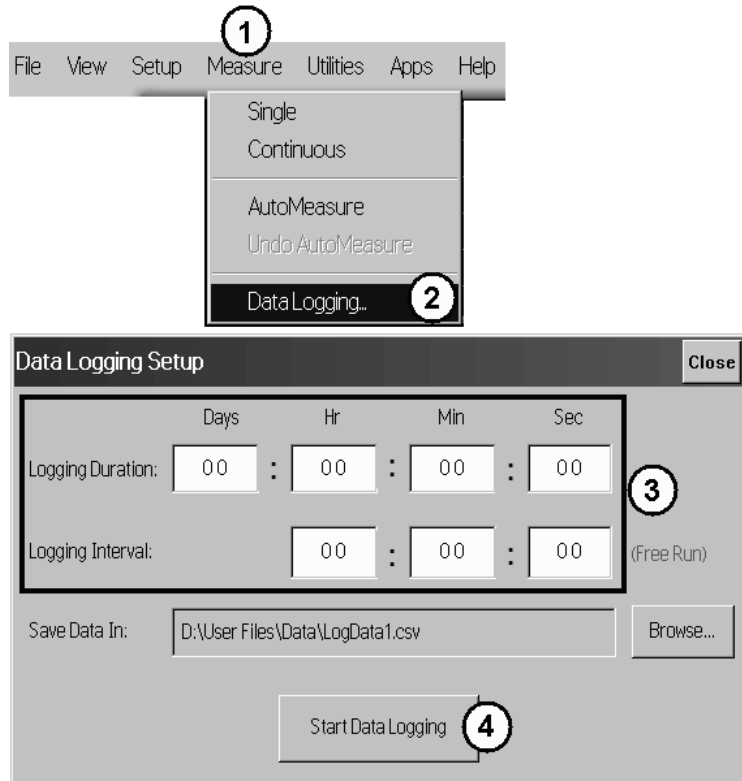 1
File View Setup Measure Utilities Apps Help
Single
Continuous
AutoMeasure
Undo AutoMeasure
Data Logging... 2
Data Logging Setup Close
Days Hr Min Sec
Logging Duration: 00 : 00 : 00 : 00
3
Logging Interval: 00 : 00 : 00 (Free Run)
Save Data In: D:\User Files\Data\LogData1.csv Browse...
Start Data Logging 4